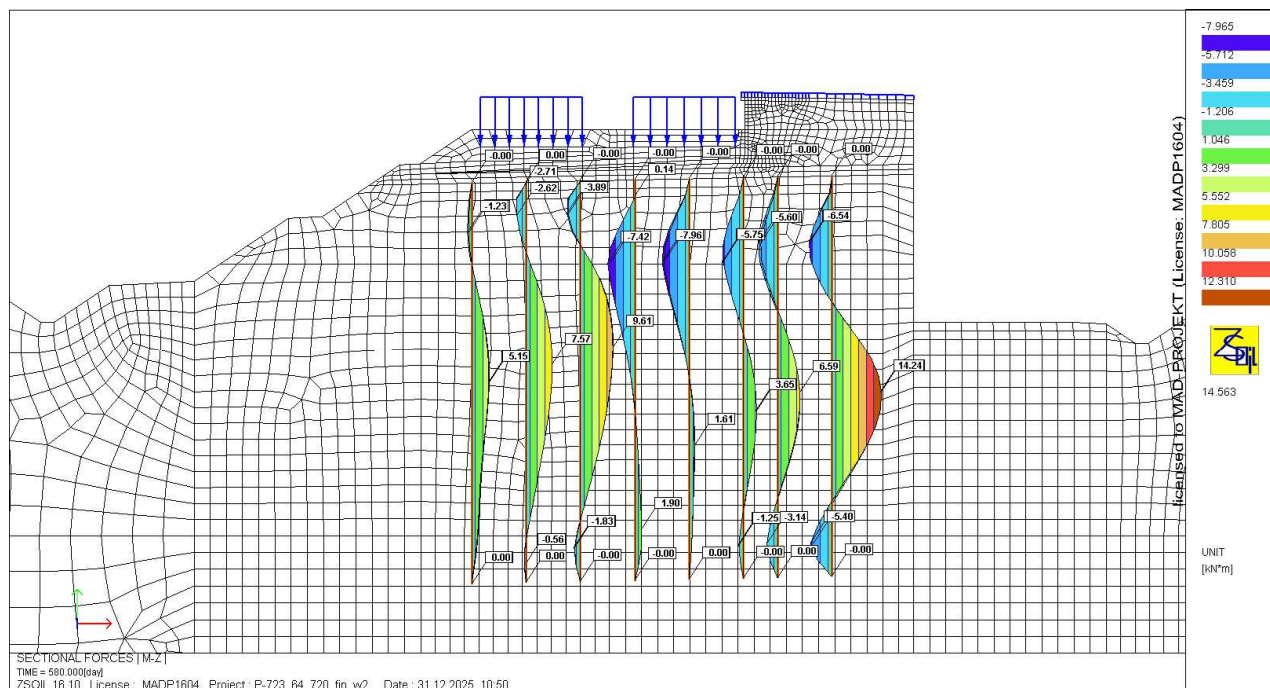 -7.965
-5.712
-3.459
-1.206
1.046
3.299
5.552
7.805
10.058
12.310
14.563
UNIT
[kN*m]
licensed to MAD-PROJEKT (License: MADP1604)
ZSoil
-0.00 0.00 -0.00 -0.00 -0.00 -0.00 -0.00 0.00
-2.71 0.14
-2.62 -3.89
-1.23 -5.60 -6.54
-7.42 -7.96 -5.75
9.61
7.57
5.15 6.59 14.24
3.65
1.61
1.90
-1.83 -1.25 -3.14 -5.40
-0.56
0.00 0.00 -0.00 -0.00 0.00 -0.00 0.00 -0.00
SECTIONAL FORCES | M-Z |
TIME = 580.000[day]
ZSOIL 16.10 License : MADP1604 Project : P-723_64_720_fin_w2 Date : 31.12.2025 10:50